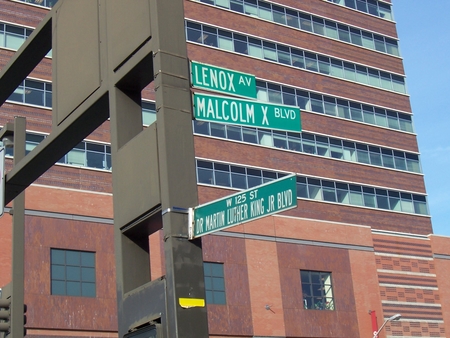 LENOX AV
MALCOLM X BLVD
W 125 ST
DR MARTIN LUTHER KING JR BLVD